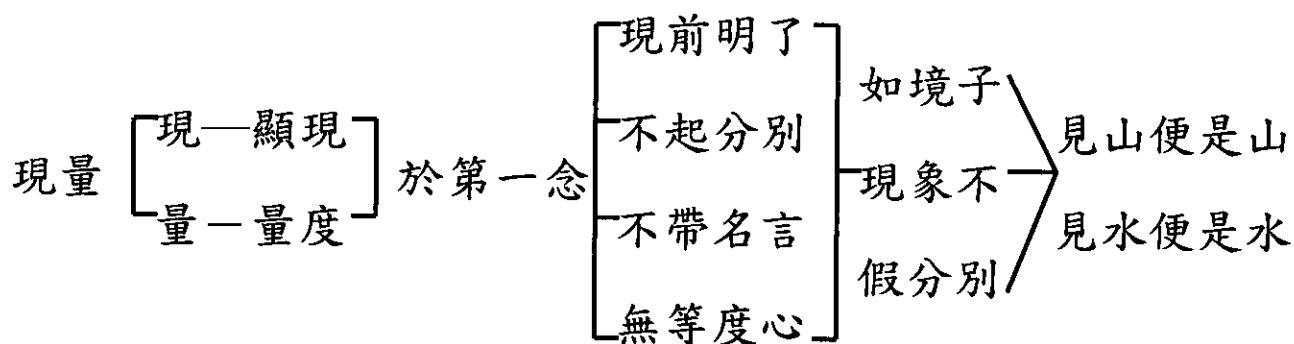 現量
現—顯現
量—量度
於第一念
現前明了
不起分別
不帶名言
無籌度心
如境子
現象不
假分別
見山便是山
見水便是水